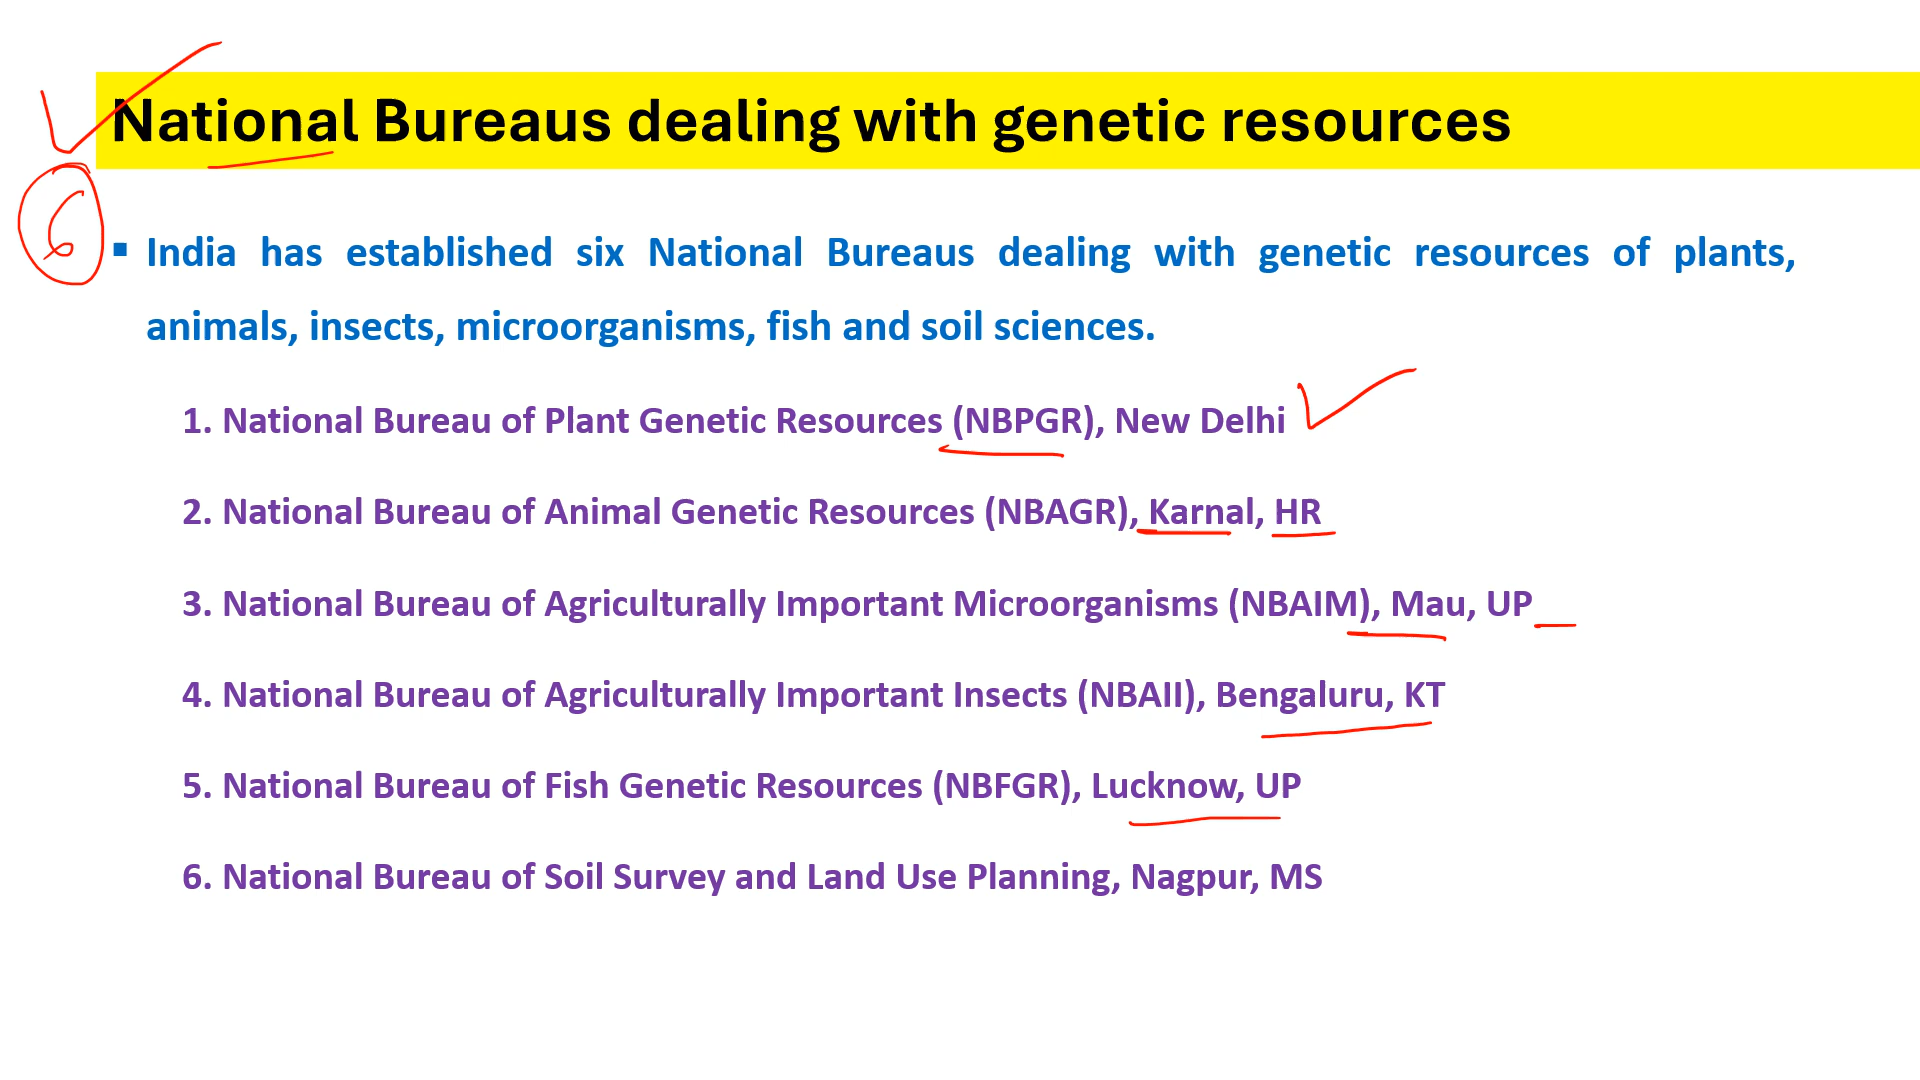 National Bureaus dealing with genetic resources
6
▪ India has established six National Bureaus dealing with genetic resources of plants,
animals, insects, microorganisms, fish and soil sciences.
1. National Bureau of Plant Genetic Resources (NBPGR), New Delhi
2. National Bureau of Animal Genetic Resources (NBAGR), Karnal, HR
3. National Bureau of Agriculturally Important Microorganisms (NBAIM), Mau, UP
4. National Bureau of Agriculturally Important Insects (NBAII), Bengaluru, KT
5. National Bureau of Fish Genetic Resources (NBFGR), Lucknow, UP
6. National Bureau of Soil Survey and Land Use Planning, Nagpur, MS